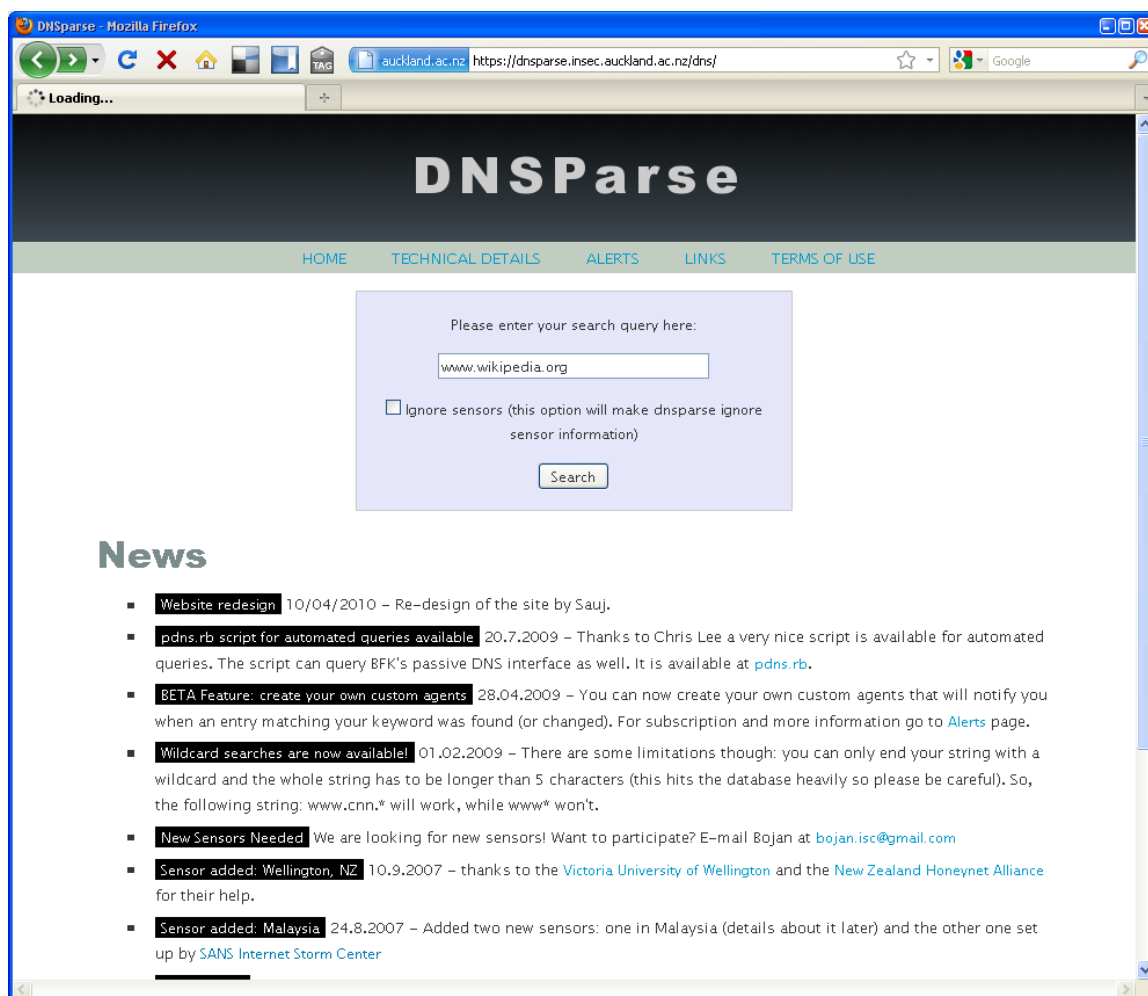 DNSparse - Mozilla Firefox
TAG
auckland.ac.nz https://dnsparse.insec.auckland.ac.nz/dns/
Google
Loading...
DNSParse
HOME TECHNICAL DETAILS ALERTS LINKS TERMS OF USE
Please enter your search query here:
www.wikipedia.org
Ignore sensors (this option will make dnsparse ignore
sensor information)
Search
News
Website redesign 10/04/2010 – Re-design of the site by Sauj.
pdns.rb script for automated queries available 20.7.2009 – Thanks to Chris Lee a very nice script is available for automated
queries. The script can query BFK's passive DNS interface as well. It is available at pdns.rb.
BETA Feature: create your own custom agents 28.04.2009 – You can now create your own custom agents that will notify you
when an entry matching your keyword was found (or changed). For subscription and more information go to Alerts page.
Wildcard searches are now available! 01.02.2009 – There are some limitations though: you can only end your string with a
wildcard and the whole string has to be longer than 5 characters (this hits the database heavily so please be careful). So,
the following string: www.cnn.* will work, while www* won't.
New Sensors Needed We are looking for new sensors! Want to participate? E-mail Bojan at bojan.isc@gmail.com
Sensor added: Wellington, NZ 10.9.2007 – thanks to the Victoria University of Wellington and the New Zealand Honeynet Alliance
for their help.
Sensor added: Malaysia 24.8.2007 – Added two new sensors: one in Malaysia (details about it later) and the other one set
up by SANS Internet Storm Center